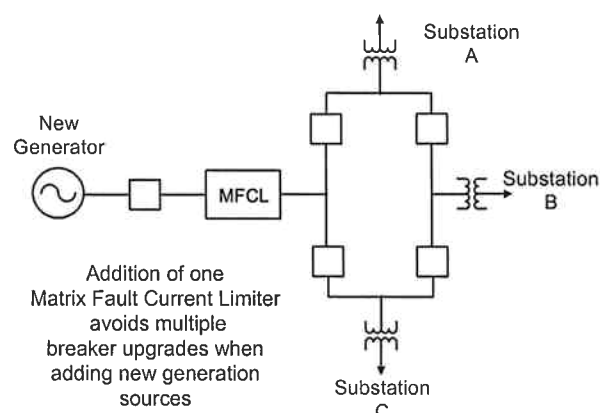 Substation
A
New
Generator
MFCL
Substation
B
Addition of one
Matrix Fault Current Limiter
avoids multiple
breaker upgrades when
adding new generation
sources
Substation
C